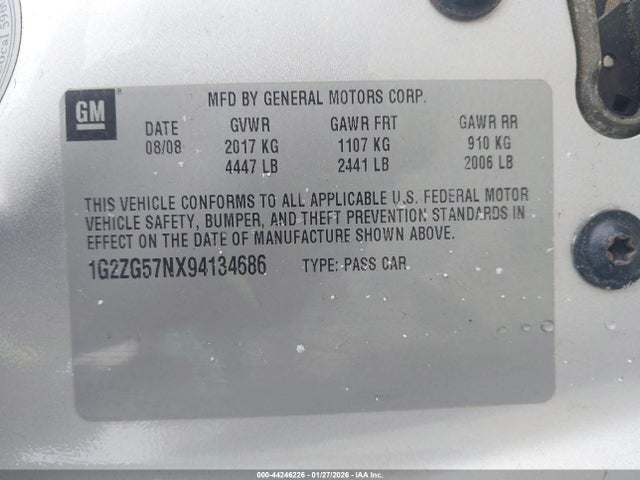 ocal 596
GM
MFD BY GENERAL MOTORS CORP.
DATE GVWR GAWR FRT GAWR RR
08/08 2017 KG 1107 KG 910 KG
4447 LB 2441 LB 2006 LB
THIS VEHICLE CONFORMS TO ALL APPLICABLE U.S. FEDERAL MOTOR
VEHICLE SAFETY, BUMPER, AND THEFT PREVENTION STANDARDS IN
EFFECT ON THE DATE OF MANUFACTURE SHOWN ABOVE.
1G2ZG57NX94134686 TYPE: PASS CAR
000-44246226 - 01/27/2026 - IAAI, Inc.